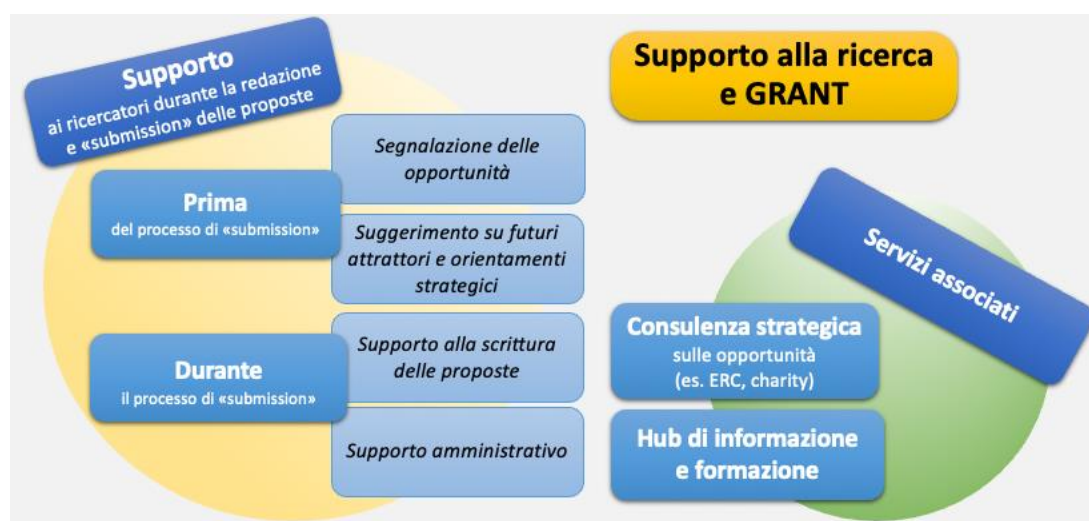 Supporto
ai ricercatori durante la redazione
e «submission» delle proposte
Supporto alla ricerca
e GRANT
Prima
del processo di «submission»
Segnalazione delle
opportunità
Suggerimento su futuri
attrattori e orientamenti
strategici
Durante
il processo di «submission»
Supporto alla scrittura
delle proposte
Supporto amministrativo
Servizi associati
Consulenza strategica
sulle opportunità
(es. ERC, charity)
Hub di informazione
e formazione